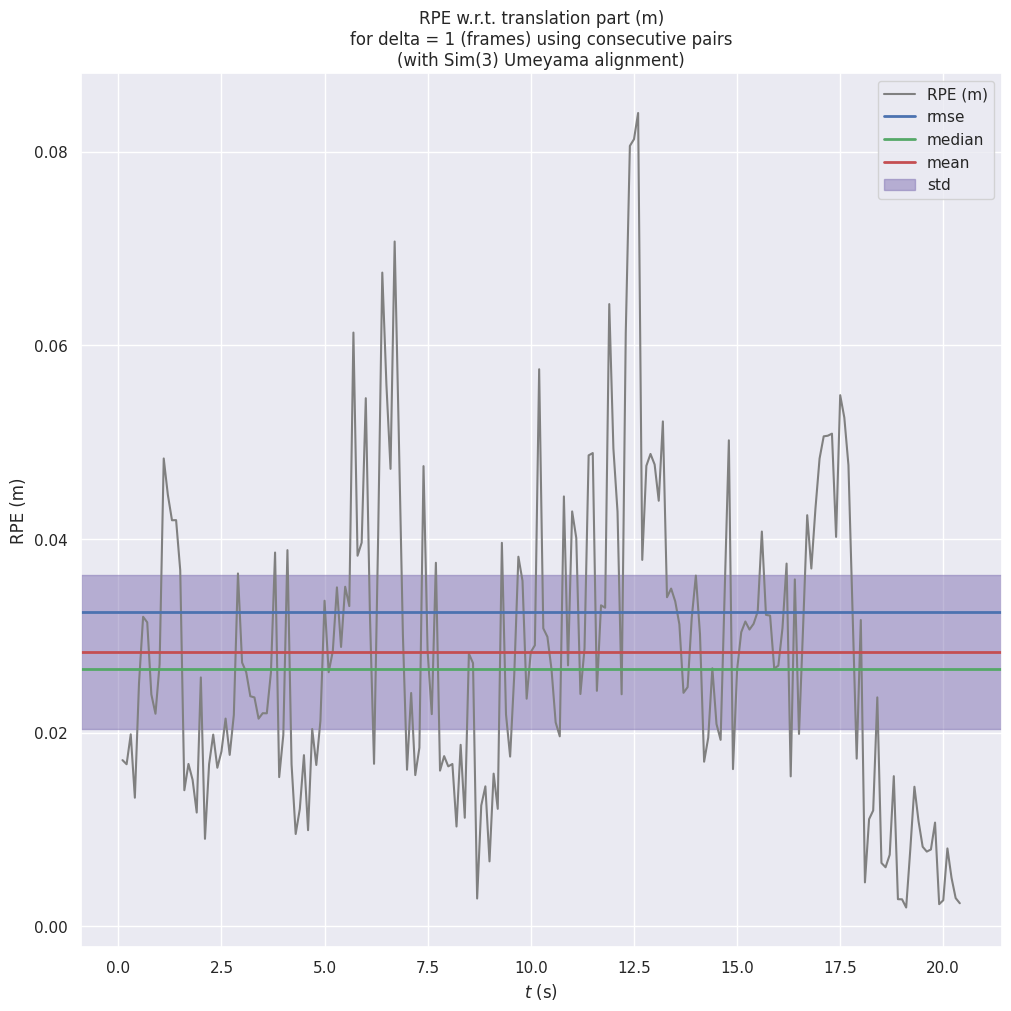 RPE w.r.t. translation part (m)
for delta = 1 (frames) using consecutive pairs
(with Sim(3) Umeyama alignment)
RPE (m)
rmse
median
mean
std
0.08
0.06
0.04
0.02
0.00
RPE (m)
0.0 2.5 5.0 7.5 10.0 12.5 15.0 17.5 20.0
t (s)